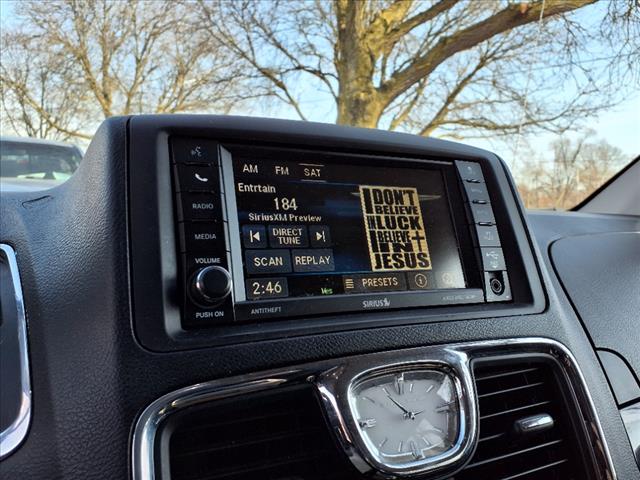 AM FM SAT
Entrtain
184
SiriusXM Preview
DIRECT
TUNE
SCAN REPLAY
2:46
PRESETS
RADIO
MEDIA
VOLUME
PUSH ON
ANTITHEFT
SIRIUS
I DON'T
BELIEVE
IN LUCK
I BELIEVE
IN
JESUS